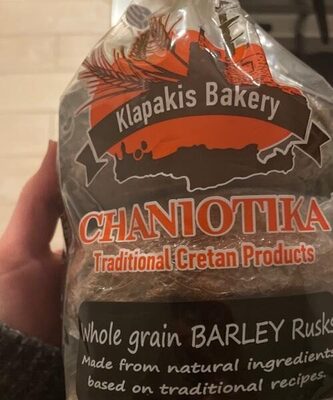 Klapakis Bakery
CHANIOTIKA
Traditional Cretan Products
Whole grain BARLEY Rusks
Made from natural ingredients
based on traditional recipes.